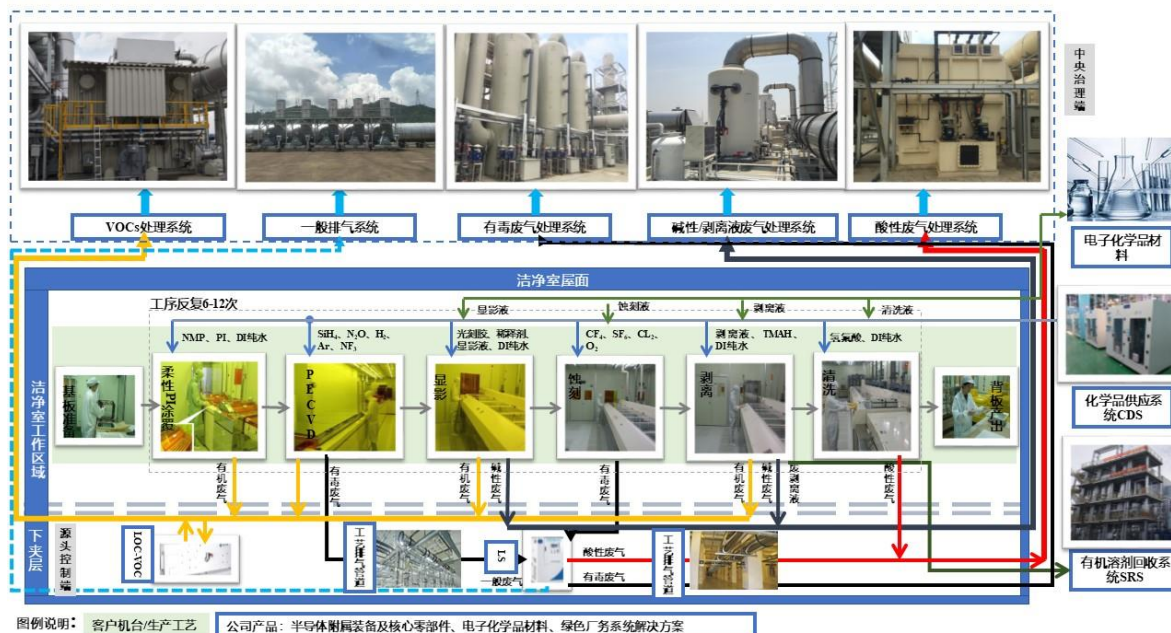 中央治理端
VOCs处理系统
一般排气系统
有毒废气处理系统
碱性/剥离液废气处理系统
酸性废气处理系统
电子化学品材
料
洁净室屋面
工序反复6-12次
显影液
蚀刻液
剥离液
清洗液
NMP、PI、DI纯水
SiH₄、N₂O、H₂、
Ar、NF₃
光刻胶、稀释剂、
显影液、DI纯水
CF₄、SF₆、CL₂、
O₂
剥离液、TMAH、
DI纯水
氢氟酸、DI纯水
洁净室工作区域
基板准备
柔性PI涂覆
PECVD
显影
蚀刻
剥离
清洗
背板产出
化学品供应系
统CDS
有机废气
有毒废气
有机废气
碱性废气
有毒废气
有机废气
碱性废气
废剥离液
酸性废气
下夹层
源头控制端
LOC-VOC
工艺排气管道
LS
一般废气
酸性废气
有毒废气
工艺排气管道
有机溶剂回收系
统SRS
图例说明：
客户机台/生产工艺
公司产品：半导体附属装备及核心零部件、电子化学品材料、绿色厂务系统解决方案